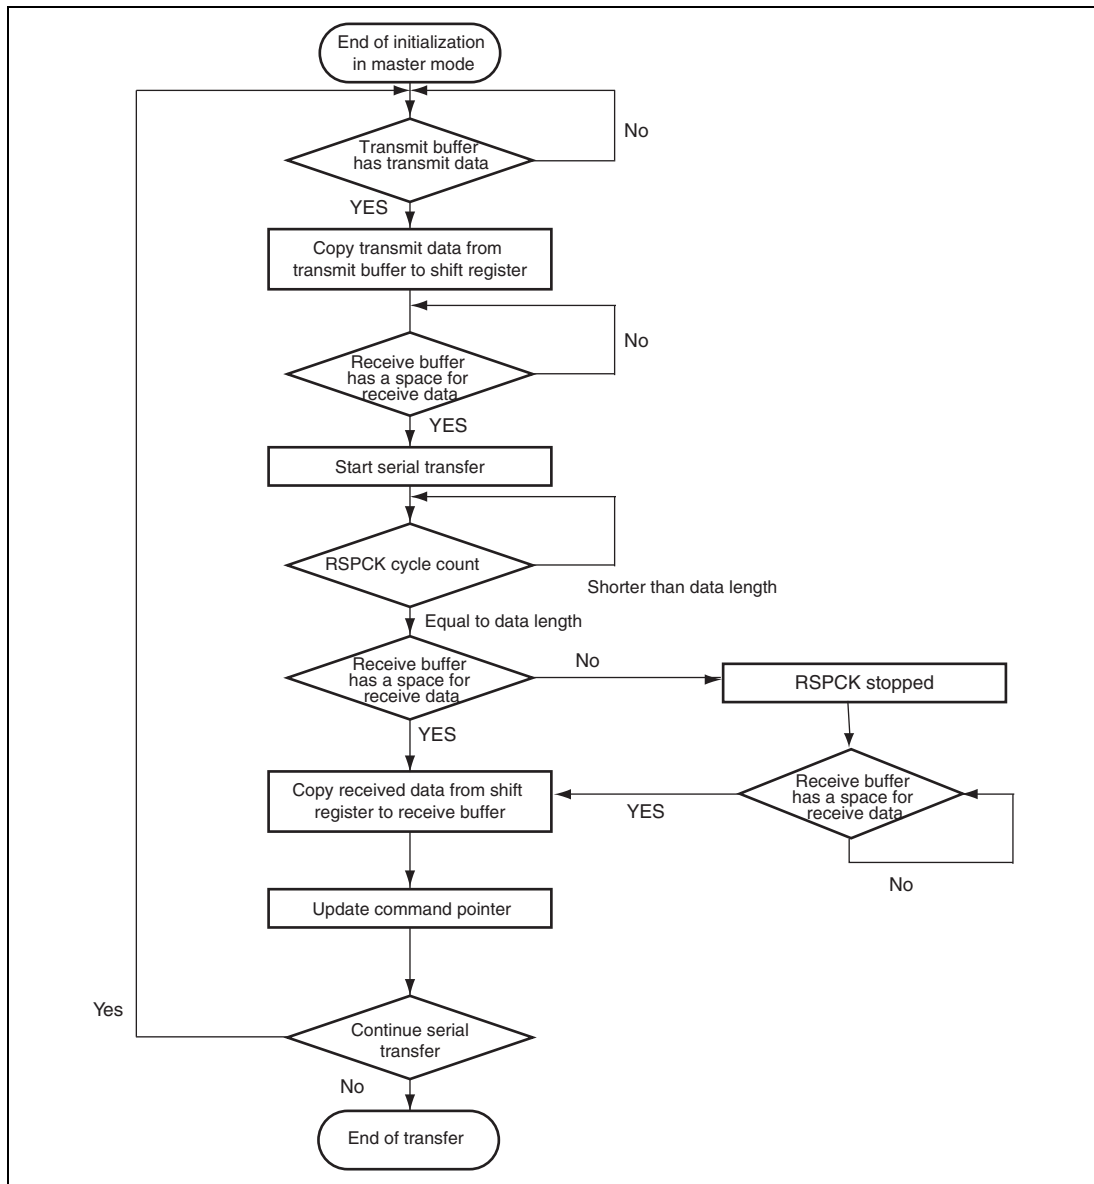 End of initialization
in master mode
No
Transmit buffer
has transmit data
YES
Copy transmit data from
transmit buffer to shift register
No
Receive buffer
has a space for
receive data
YES
Start serial transfer
RSPCK cycle count
Shorter than data length
Equal to data length
Receive buffer
has a space for
receive data
No
RSPCK stopped
YES
Copy received data from shift
register to receive buffer
YES
Receive buffer
has a space for
receive data
No
Update command pointer
Yes
Continue serial
transfer
No
End of transfer